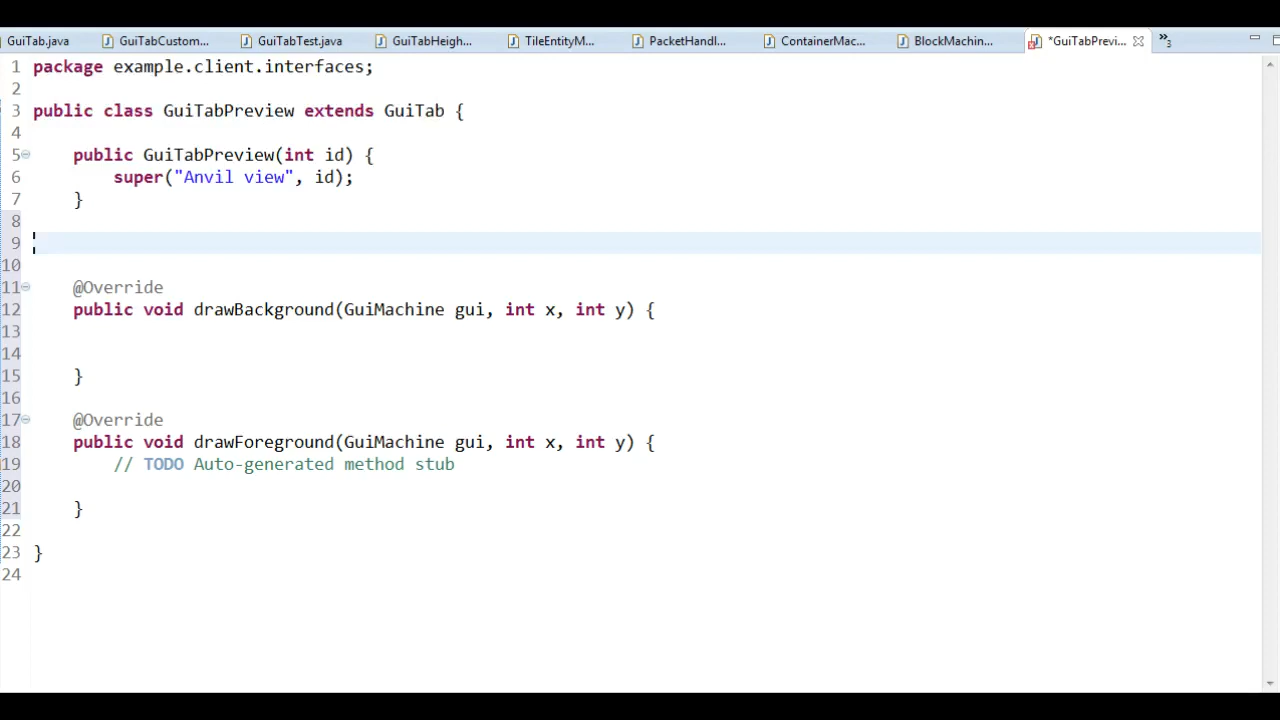 GuiTab.java GuiTabCustom... GuiTabTest.java GuiTabHeigh... TileEntityM... PacketHandl... ContainerMac... BlockMachin... *GuiTabPrevi... »3
1 package example.client.interfaces;
2
3 public class GuiTabPreview extends GuiTab {
4
5 public GuiTabPreview(int id) {
6 super("Anvil view", id);
7 }
8
9
10
11 @Override
12 public void drawBackground(GuiMachine gui, int x, int y) {
13
14
15 }
16
17 @Override
18 public void drawForeground(GuiMachine gui, int x, int y) {
19 // TODO Auto-generated method stub
20
21 }
22
23 }
24